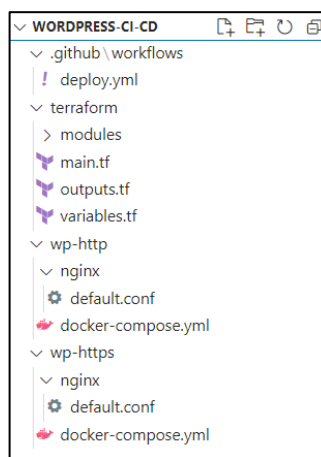 WORDPRESS-CI-CD
.github\workflows
! deploy.yml
terraform
modules
main.tf
outputs.tf
variables.tf
wp-http
nginx
default.conf
docker-compose.yml
wp-https
nginx
default.conf
docker-compose.yml